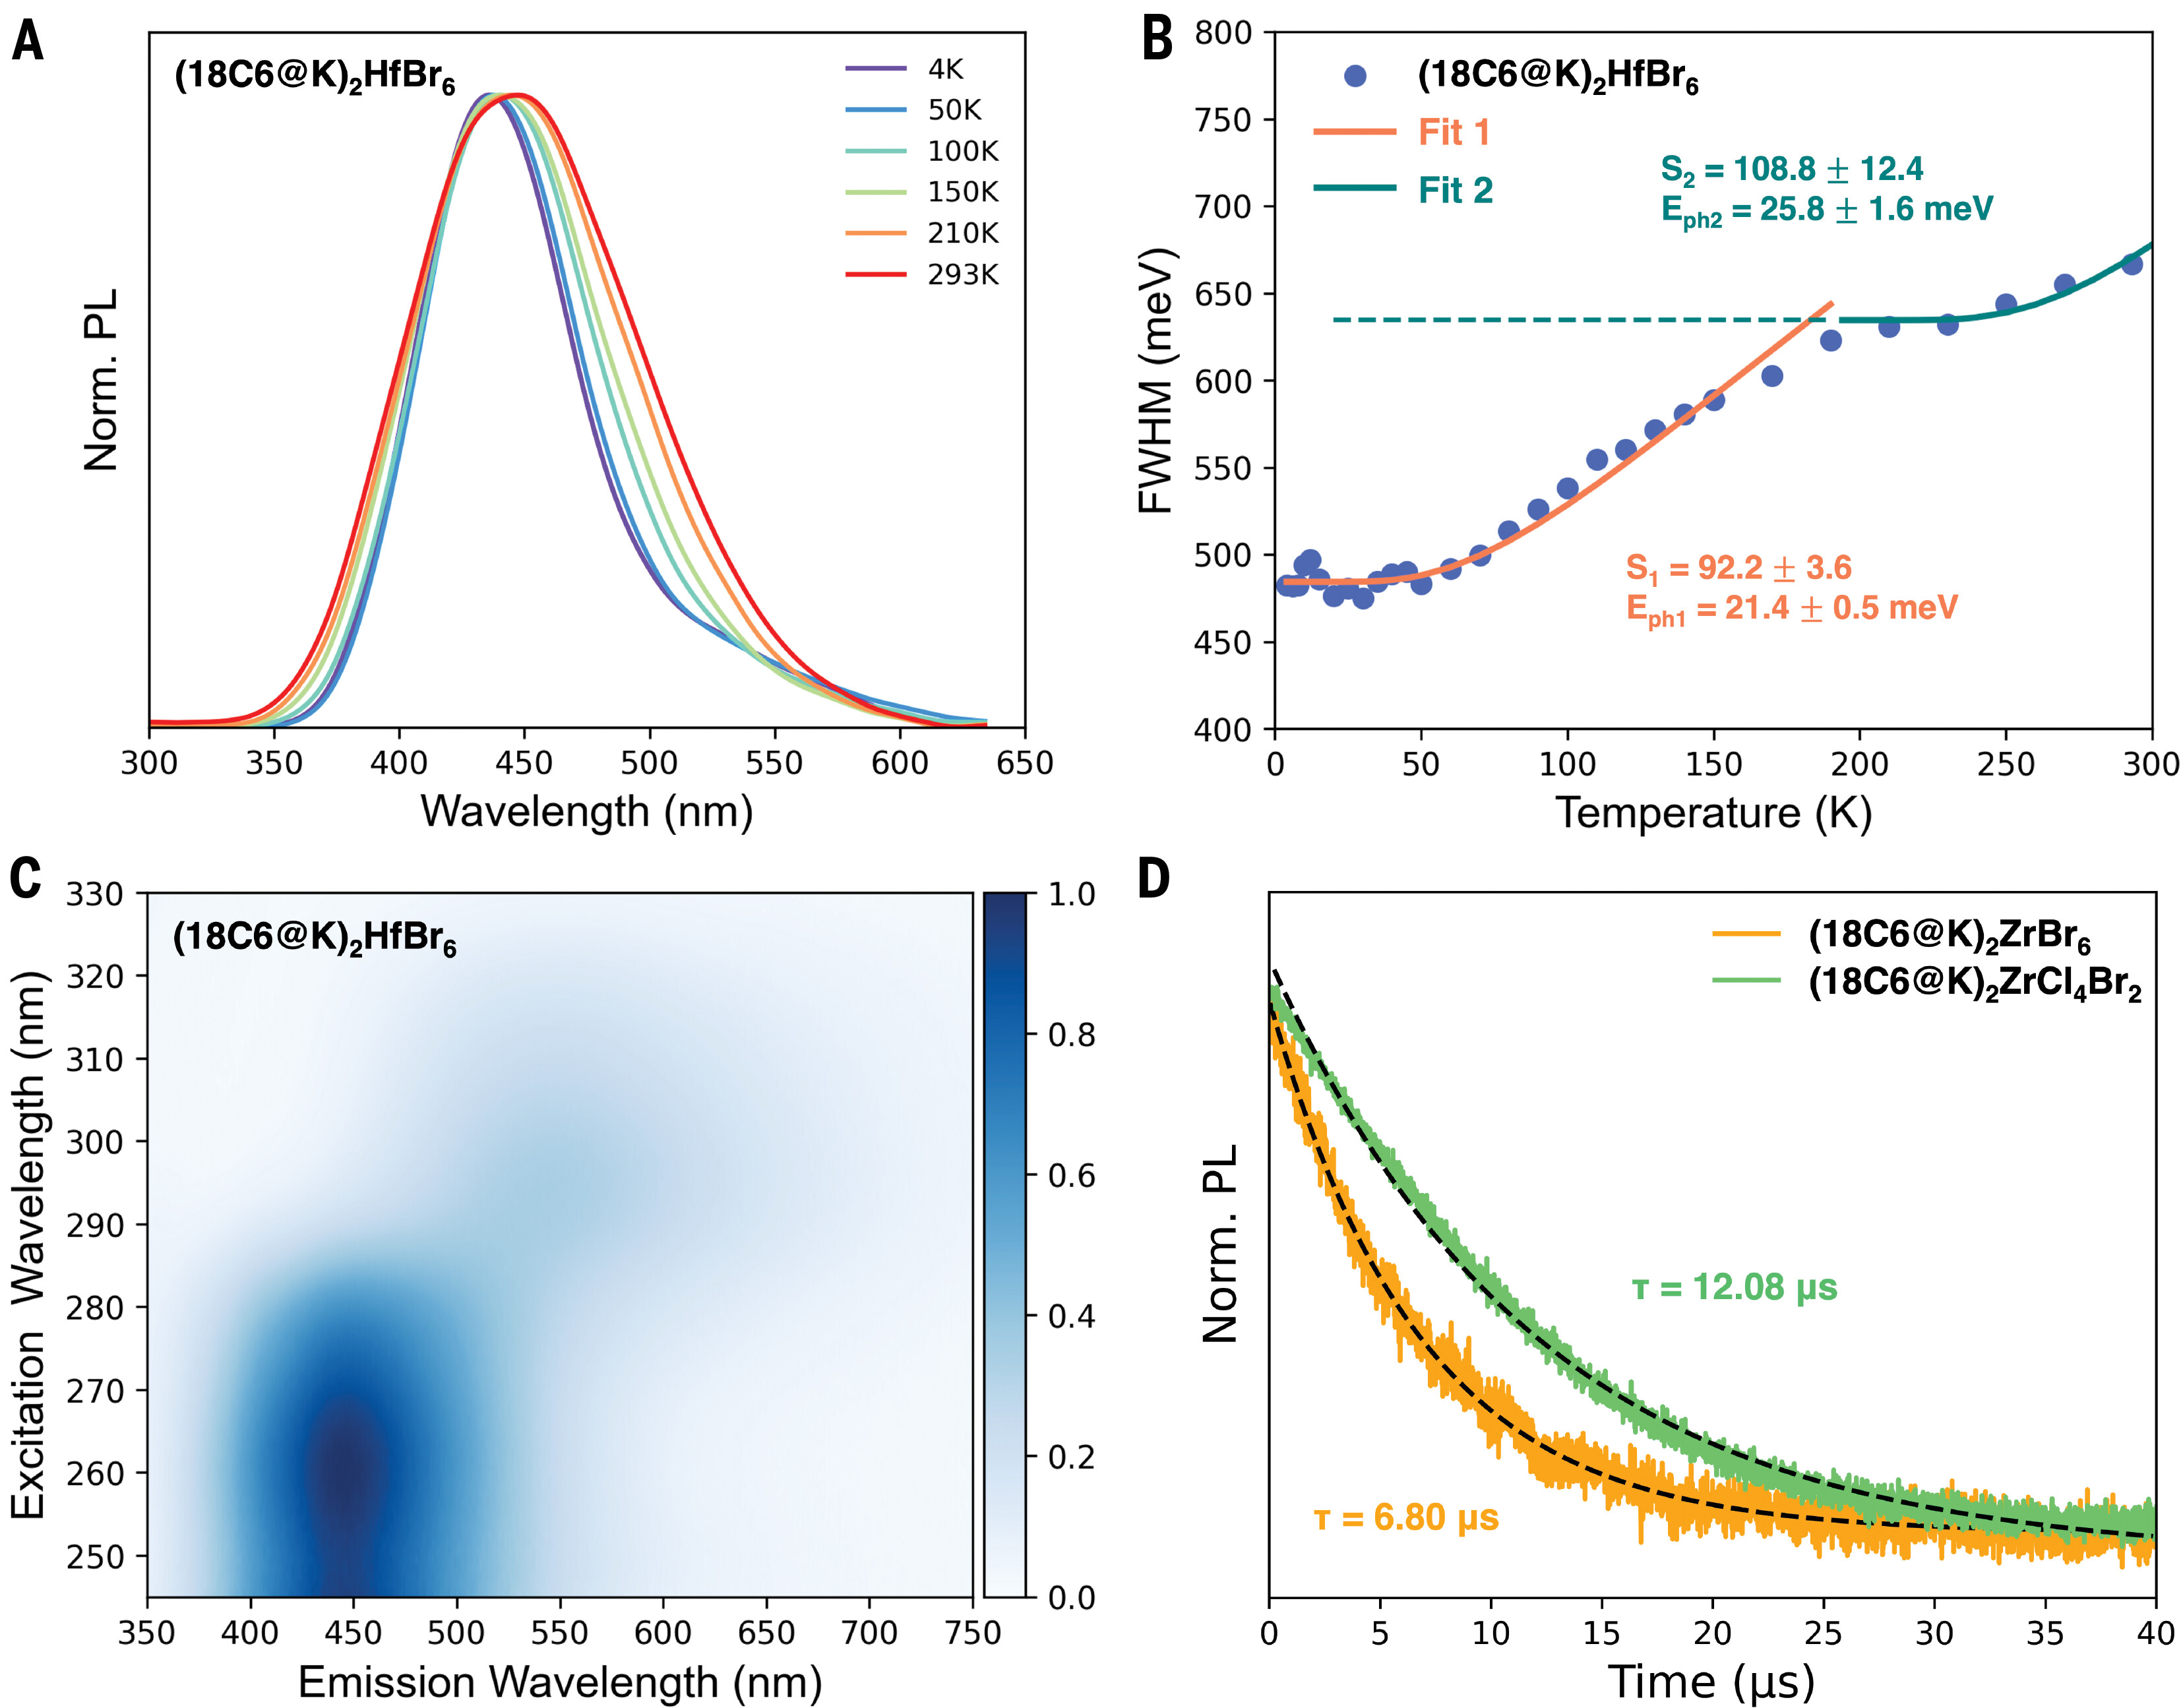 A
(18C6@K)₂HfBr₆
4K
50K
100K
150K
210K
293K
Norm. PL
300 350 400 450 500 550 600 650
Wavelength (nm)
B
800
750
700
650
600
550
500
450
400
(18C6@K)₂HfBr₆
Fit 1
Fit 2
S₂ = 108.8 ± 12.4
Eₚₕ₂ = 25.8 ± 1.6 meV
S₁ = 92.2 ± 3.6
Eₚₕ₁ = 21.4 ± 0.5 meV
FWHM (meV)
0 50 100 150 200 250 300
Temperature (K)
C
330
320
310
300
290
280
270
260
250
(18C6@K)₂HfBr₆
1.0
0.8
0.6
0.4
0.2
0.0
Excitation Wavelength (nm)
350 400 450 500 550 600 650 700 750
Emission Wavelength (nm)
D
(18C6@K)₂ZrBr₆
(18C6@K)₂ZrCl₄Br₂
τ = 12.08 μs
τ = 6.80 μs
Norm. PL
0 5 10 15 20 25 30 35 40
Time (μs)